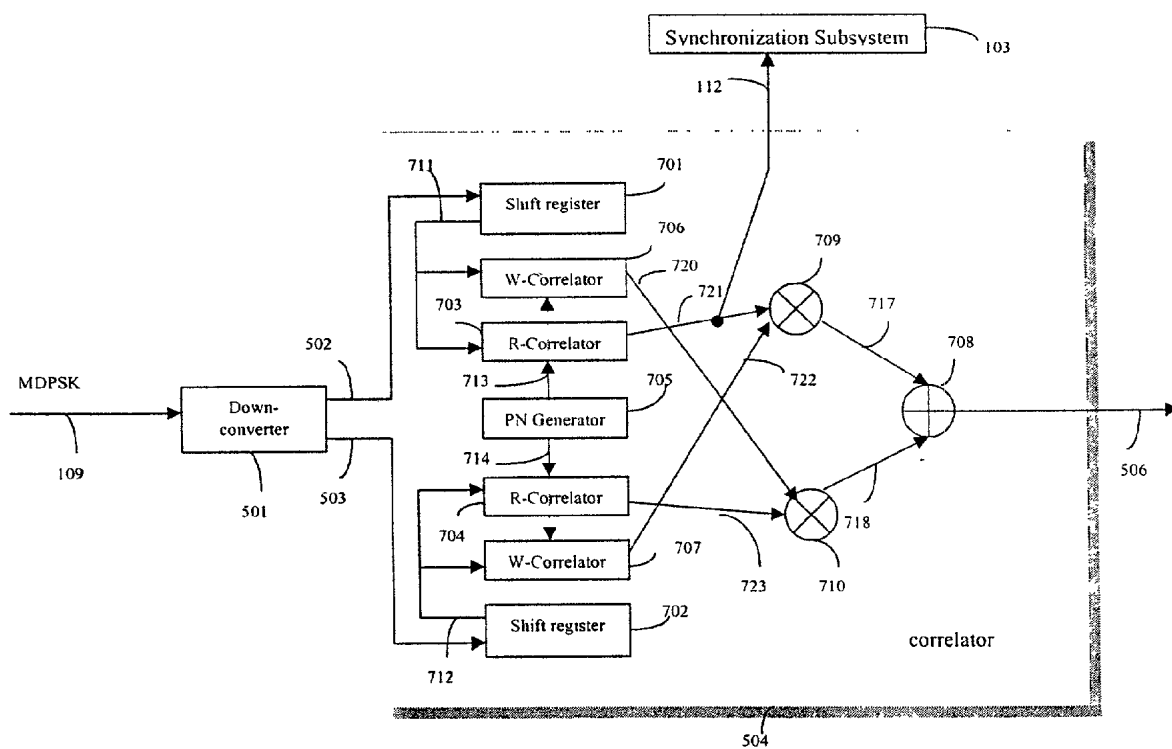 Synchronization Subsystem
103
112
711
701
Shift register
706
709
W-Correlator
720
703
721
717
R-Correlator
708
502
713
722
MDPSK
705
Down-
converter
PN Generator
714
506
109
503
501
R-Correlator
704
718
W-Correlator
707
723
710
702
Shift register
712
correlator
504